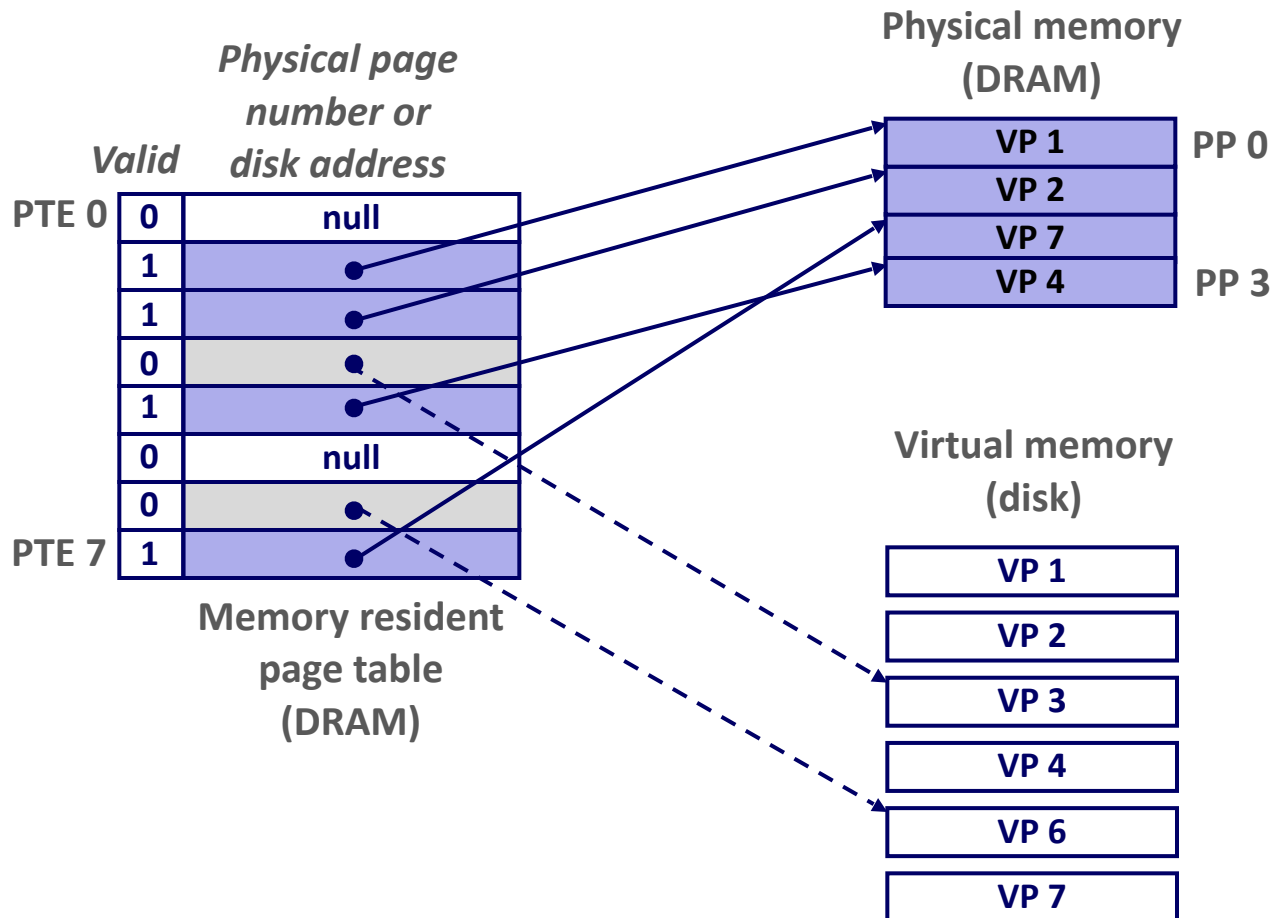 Physical page
number or
disk address
Valid
PTE 0
0
null
1
1
0
1
0
null
0
PTE 7
1
Memory resident
page table
(DRAM)
Physical memory
(DRAM)
VP 1
PP 0
VP 2
VP 7
VP 4
PP 3
Virtual memory
(disk)
VP 1
VP 2
VP 3
VP 4
VP 6
VP 7